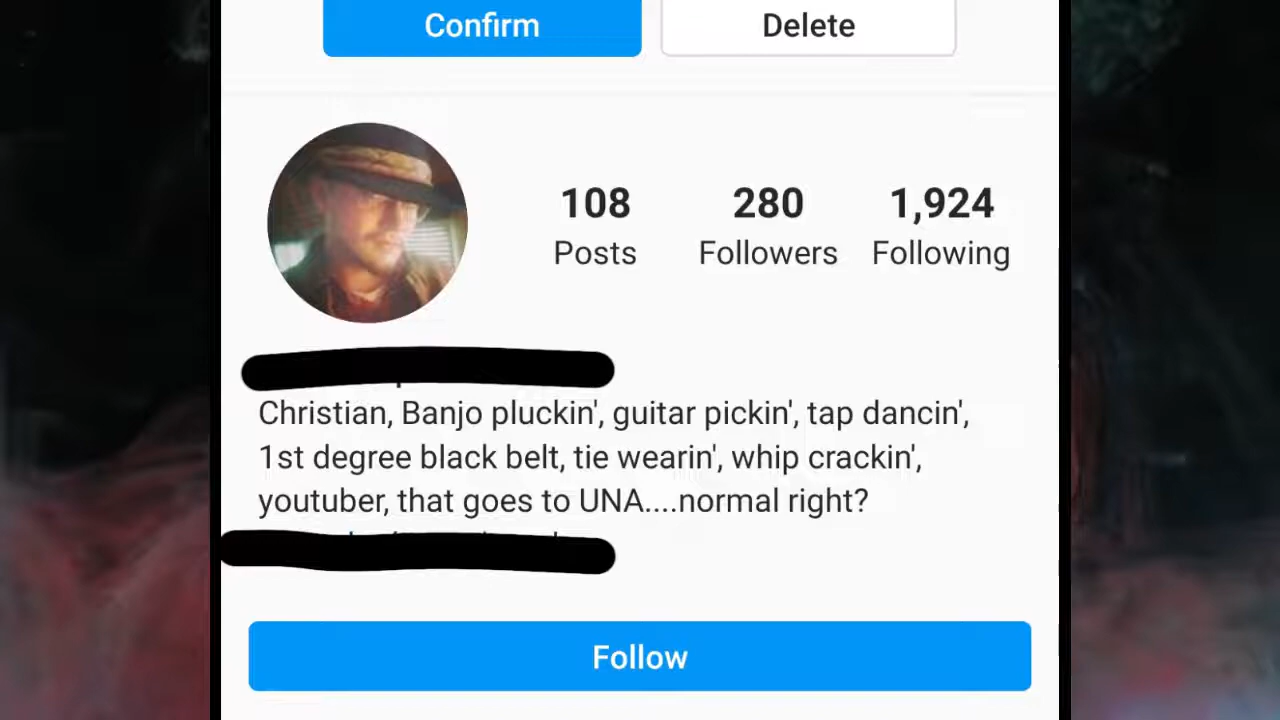 Confirm Delete
108 280 1,924
Posts Followers Following
Christian, Banjo pluckin', guitar pickin', tap dancin',
1st degree black belt, tie wearin', whip crackin',
youtuber, that goes to UNA....normal right?
Follow